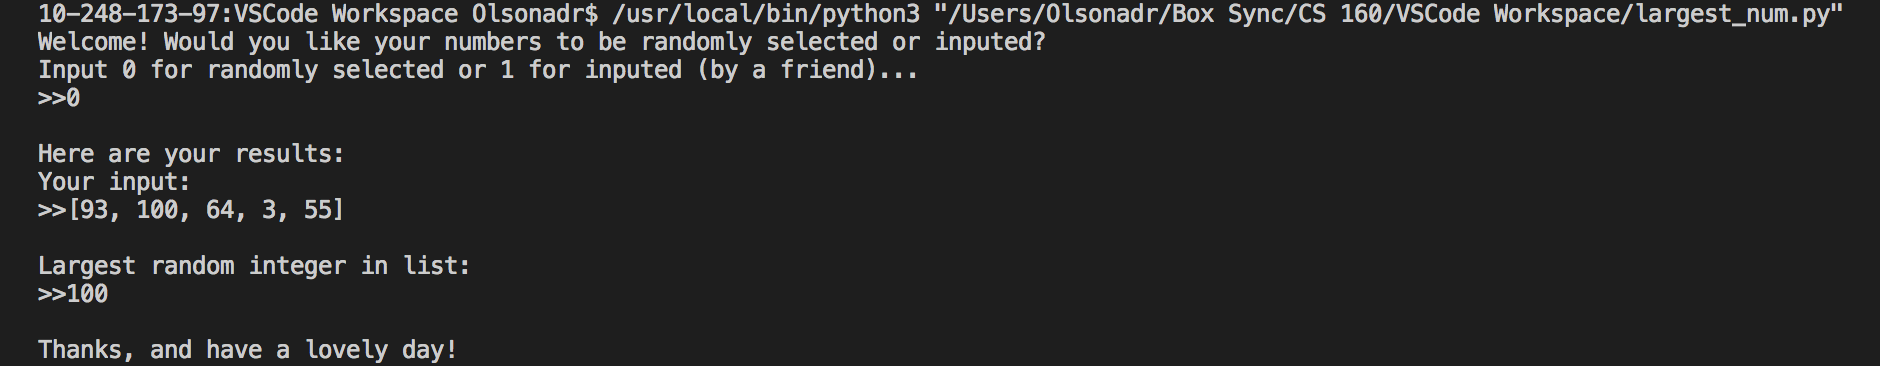 10-248-173-97:VSCode Workspace Olsonadr$ /usr/local/bin/python3 "/Users/Olsonadr/Box Sync/CS 160/VSCode Workspace/largest_num.py"
Welcome! Would you like your numbers to be randomly selected or inputed?
Input 0 for randomly selected or 1 for inputed (by a friend)...
>>0
Here are your results:
Your input:
>>[93, 100, 64, 3, 55]
Largest random integer in list:
>>100
Thanks, and have a lovely day!